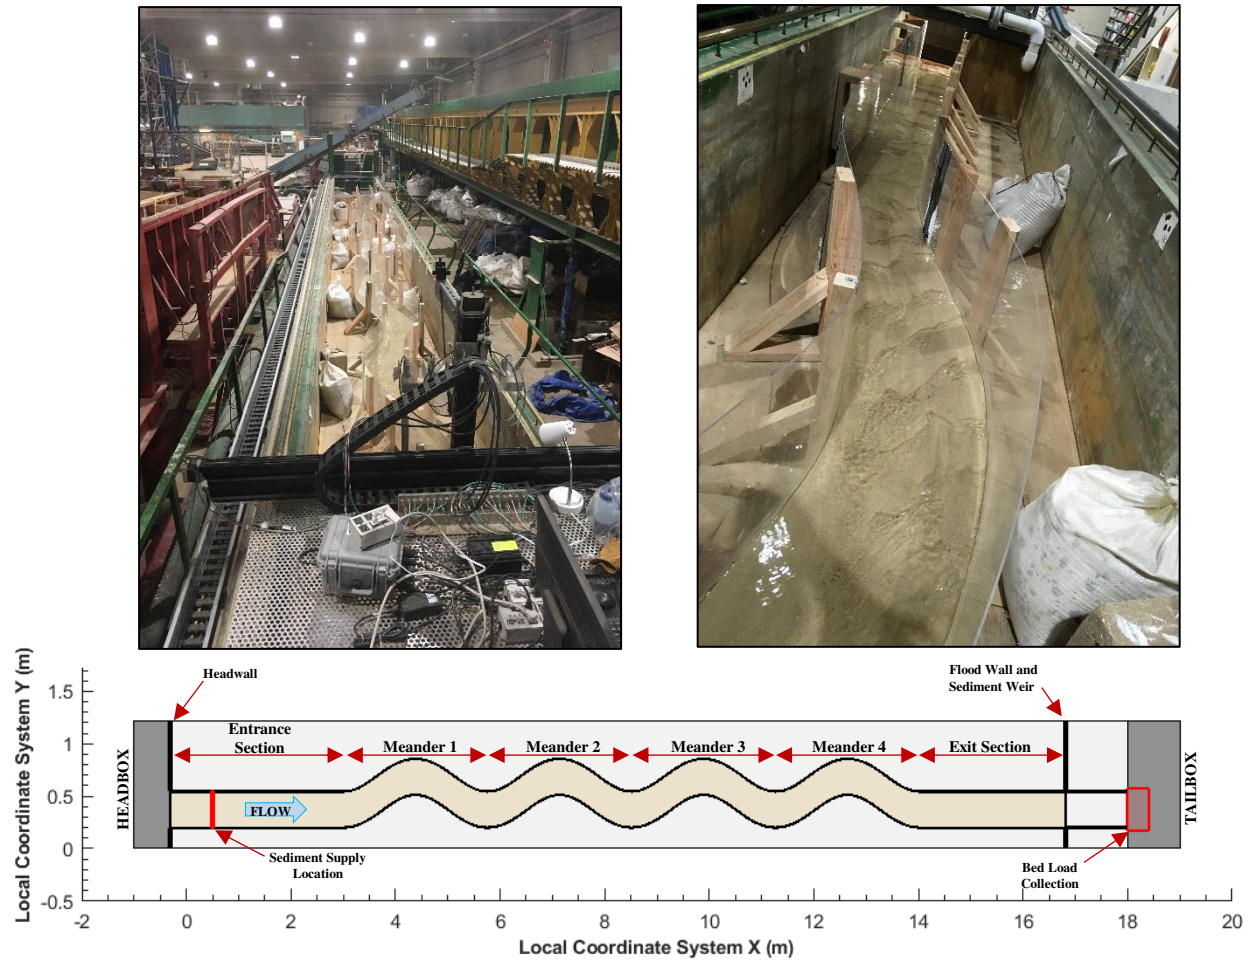 Headwall
Flood Wall and
Sediment Weir
Local Coordinate System Y (m)
1.5
1
0.5
0
-0.5
HEADBOX
Entrance
Section
Meander 1
Meander 2
Meander 3
Meander 4
Exit Section
TAILBOX
FLOW
Sediment Supply
Location
Bed Load
Collection
-2
0
2
4
6
8
10
12
14
16
18
20
Local Coordinate System X (m)